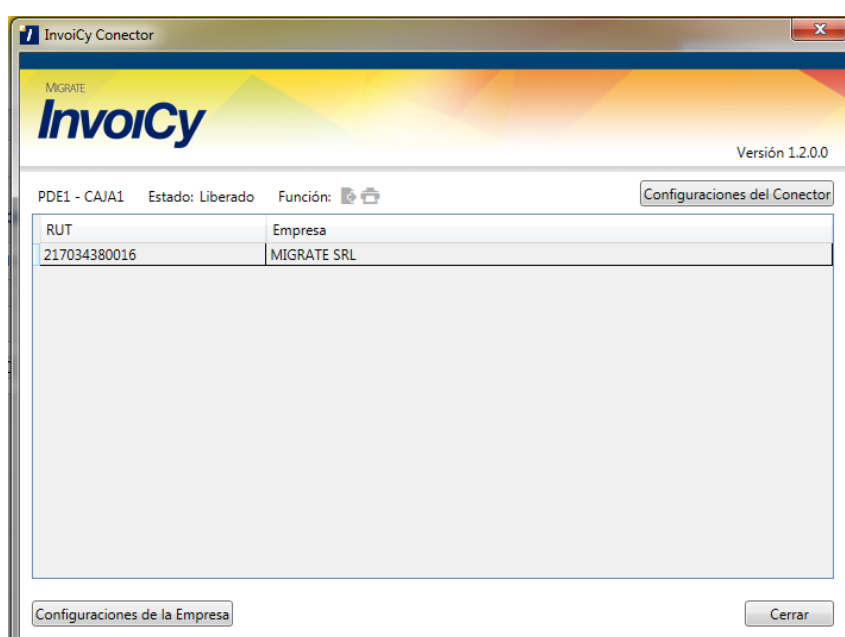 InvoiCy Conector
MIGRATE
InvoiCy
Versión 1.2.0.0
PDE1 - CAJA1 Estado: Liberado Función: Configuraciones del Conector
RUT Empresa
217034380016 MIGRATE SRL
Configuraciones de la Empresa Cerrar